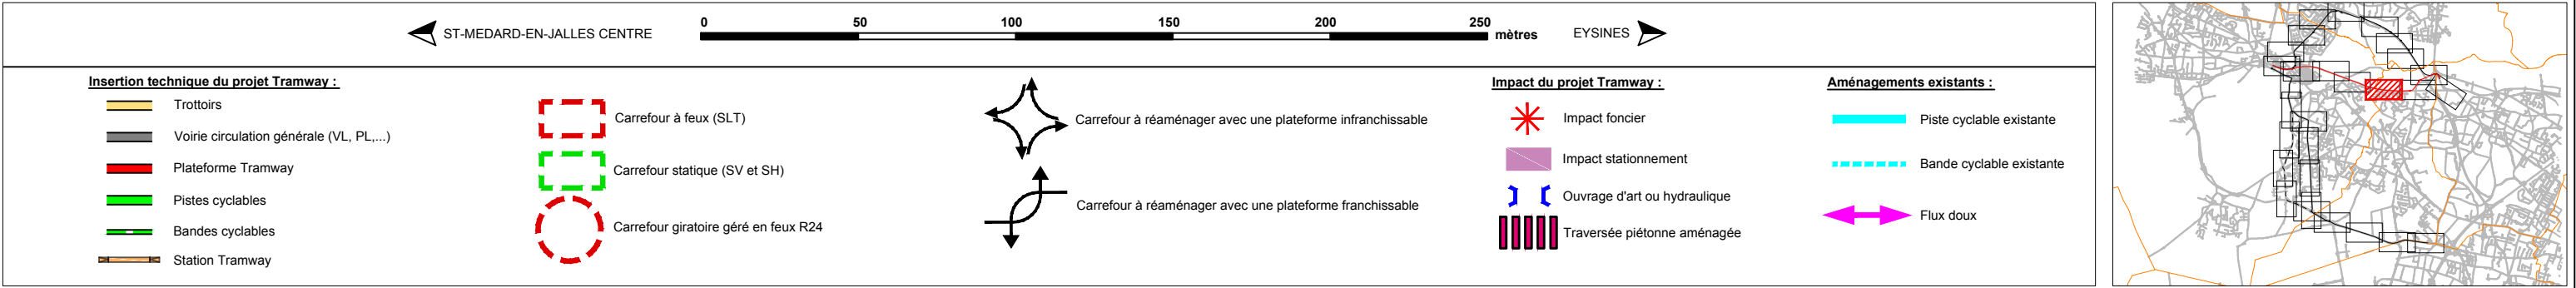 ST-MEDARD-EN-JALLES CENTRE
0 50 100 150 200 250
mètres
EYSINES
Insertion technique du projet Tramway :
Trottoirs
Voirie circulation générale (VL, PL,...)
Plateforme Tramway
Pistes cyclables
Bandes cyclables
Station Tramway
Carrefour à feux (SLT)
Carrefour statique (SV et SH)
Carrefour giratoire géré en feux R24
Carrefour à réaménager avec une plateforme infranchissable
Carrefour à réaménager avec une plateforme franchissable
Impact du projet Tramway :
Impact foncier
Impact stationnement
Ouvrage d'art ou hydraulique
Traversée piétonne aménagée
Aménagements existants :
Piste cyclable existante
Bande cyclable existante
Flux doux